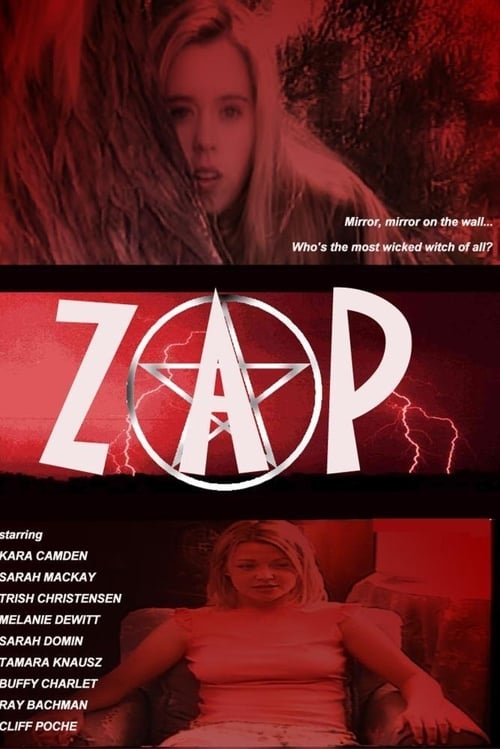 Mirror, mirror on the wall...
Who's the most wicked witch of all?
ZAP
starring
KARA CAMDEN
SARAH MACKAY
TRISH CHRISTENSEN
MELANIE DEWITT
SARAH DOMIN
TAMARA KNAUSZ
BUFFY CHARLET
RAY BACHMAN
CLIFF POCHE